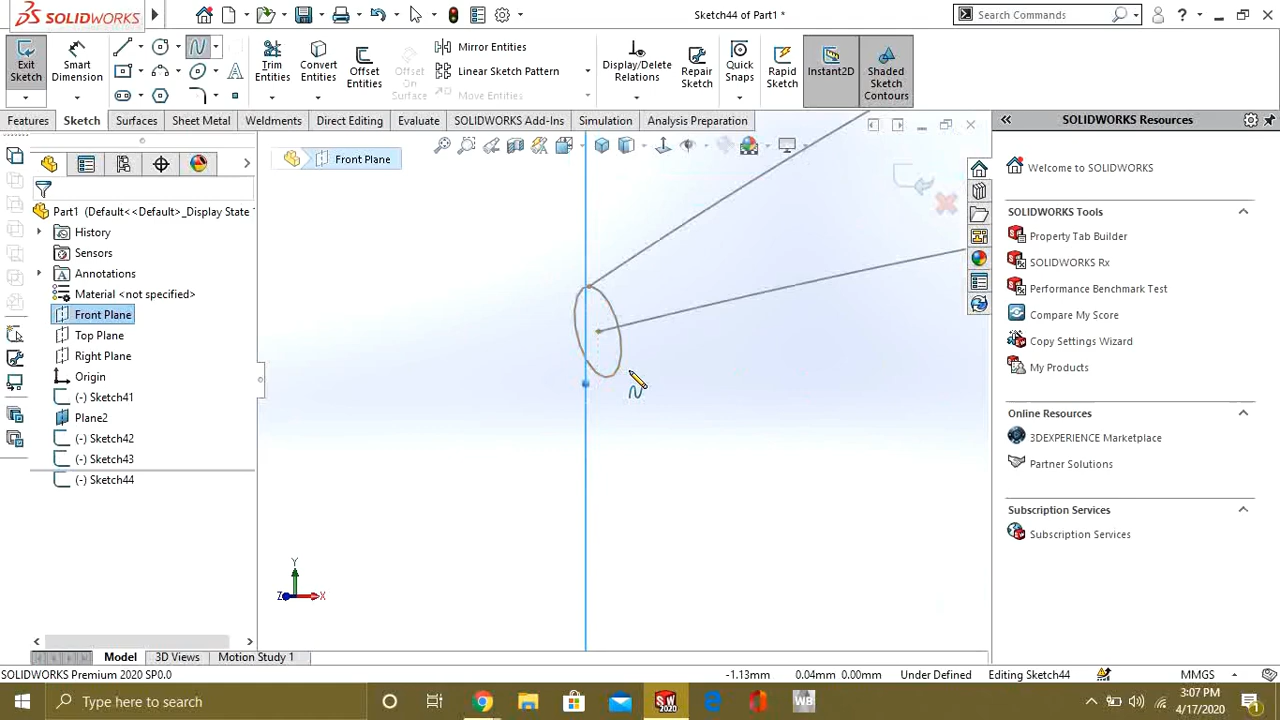 SOLIDWORKS
Sketch44 of Part1 *
Search Commands
Exit Sketch
Smart Dimension
Trim Entities
Convert Entities
Offset Entities
Offset On Surface
Mirror Entities
Linear Sketch Pattern
Move Entities
Display/Delete Relations
Repair Sketch
Quick Snaps
Rapid Sketch
Instant2D
Shaded Sketch Contours
Features
Sketch
Surfaces
Sheet Metal
Weldments
Direct Editing
Evaluate
SOLIDWORKS Add-Ins
Simulation
Analysis Preparation
SOLIDWORKS Resources
Front Plane
Part1 (Default<<Default>_Display State
History
Sensors
Annotations
Material <not specified>
Front Plane
Top Plane
Right Plane
Origin
(-) Sketch41
Plane2
(-) Sketch42
(-) Sketch43
(-) Sketch44
Y
Z
X
Welcome to SOLIDWORKS
SOLIDWORKS Tools
Property Tab Builder
SOLIDWORKS Rx
Performance Benchmark Test
Compare My Score
Copy Settings Wizard
My Products
Online Resources
3DEXPERIENCE Marketplace
Partner Solutions
Subscription Services
Subscription Services
Model
3D Views
Motion Study 1
SOLIDWORKS Premium 2020 SP0.0
-1.13mm
0.04mm 0.00mm
Under Defined
Editing Sketch44
MMGS
Type here to search
SW 2020
WB
3:07 PM
4/17/2020